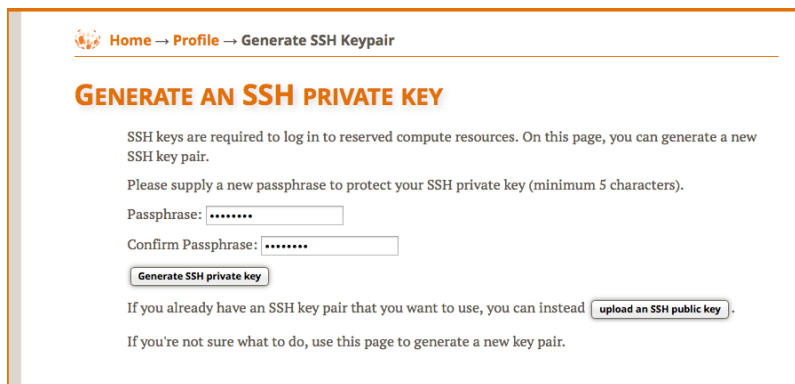 Home → Profile → Generate SSH Keypair
GENERATE AN SSH PRIVATE KEY
SSH keys are required to log in to reserved compute resources. On this page, you can generate a new
SSH key pair.
Please supply a new passphrase to protect your SSH private key (minimum 5 characters).
Passphrase: ••••••••
Confirm Passphrase: ••••••••
Generate SSH private key
If you already have an SSH key pair that you want to use, you can instead upload an SSH public key .
If you're not sure what to do, use this page to generate a new key pair.